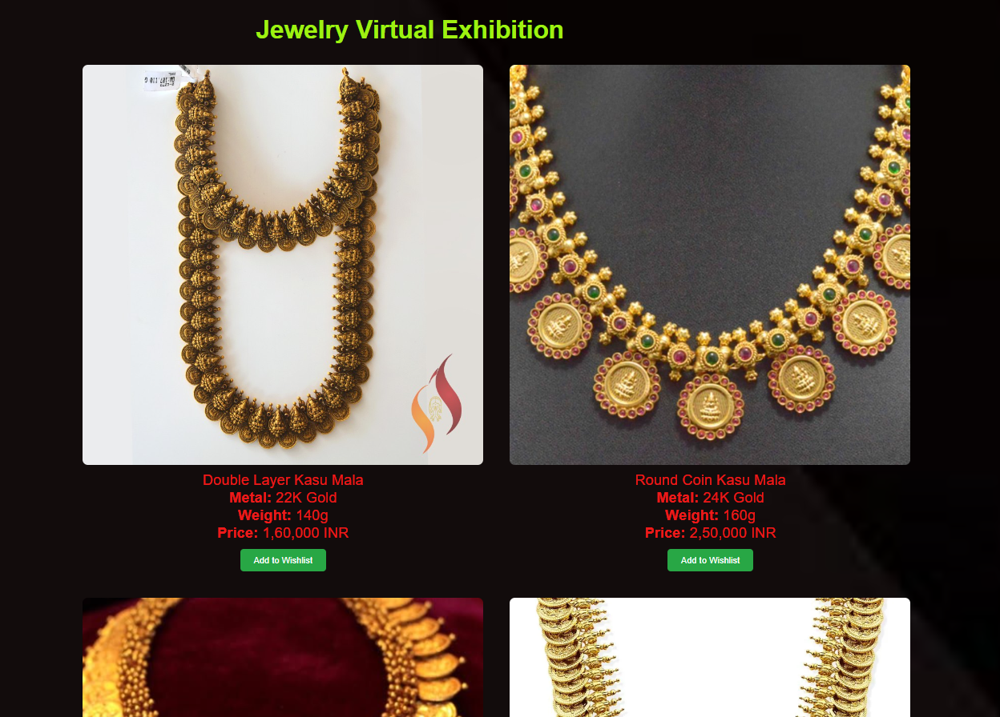 Jewelry Virtual Exhibition
Double Layer Kasu Mala
Metal: 22K Gold
Weight: 140g
Price: 1,60,000 INR
Add to Wishlist
Round Coin Kasu Mala
Metal: 24K Gold
Weight: 160g
Price: 2,50,000 INR
Add to Wishlist